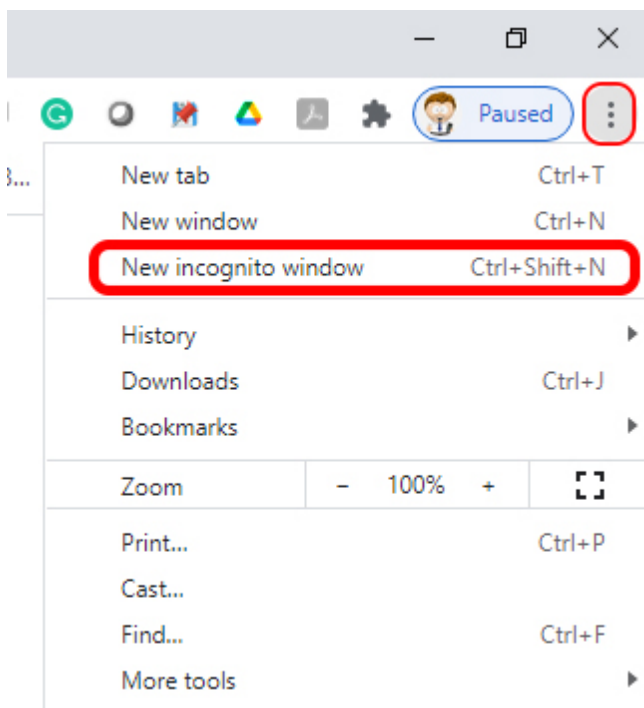 Paused
3...
New tab Ctrl+T
New window Ctrl+N
New incognito window Ctrl+Shift+N
History
Downloads Ctrl+J
Bookmarks
Zoom - 100% +
Print... Ctrl+P
Cast...
Find... Ctrl+F
More tools